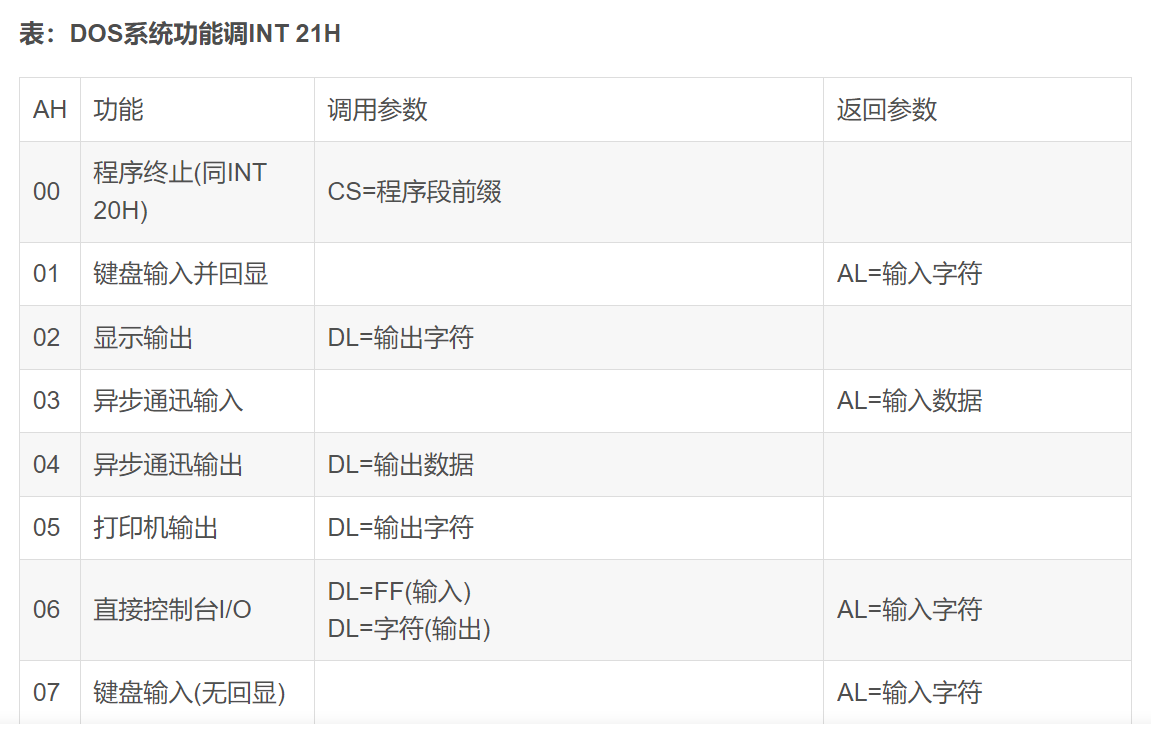 表：DOS系统功能调INT 21H
AH 功能 调用参数 返回参数
00 程序终止(同INT 20H) CS=程序段前缀
01 键盘输入并回显 AL=输入字符
02 显示输出 DL=输出字符
03 异步通迅输入 AL=输入数据
04 异步通迅输出 DL=输出数据
05 打印机输出 DL=输出字符
06 直接控制台I/O DL=FF(输入) DL=字符(输出) AL=输入字符
07 键盘输入(无回显) AL=输入字符